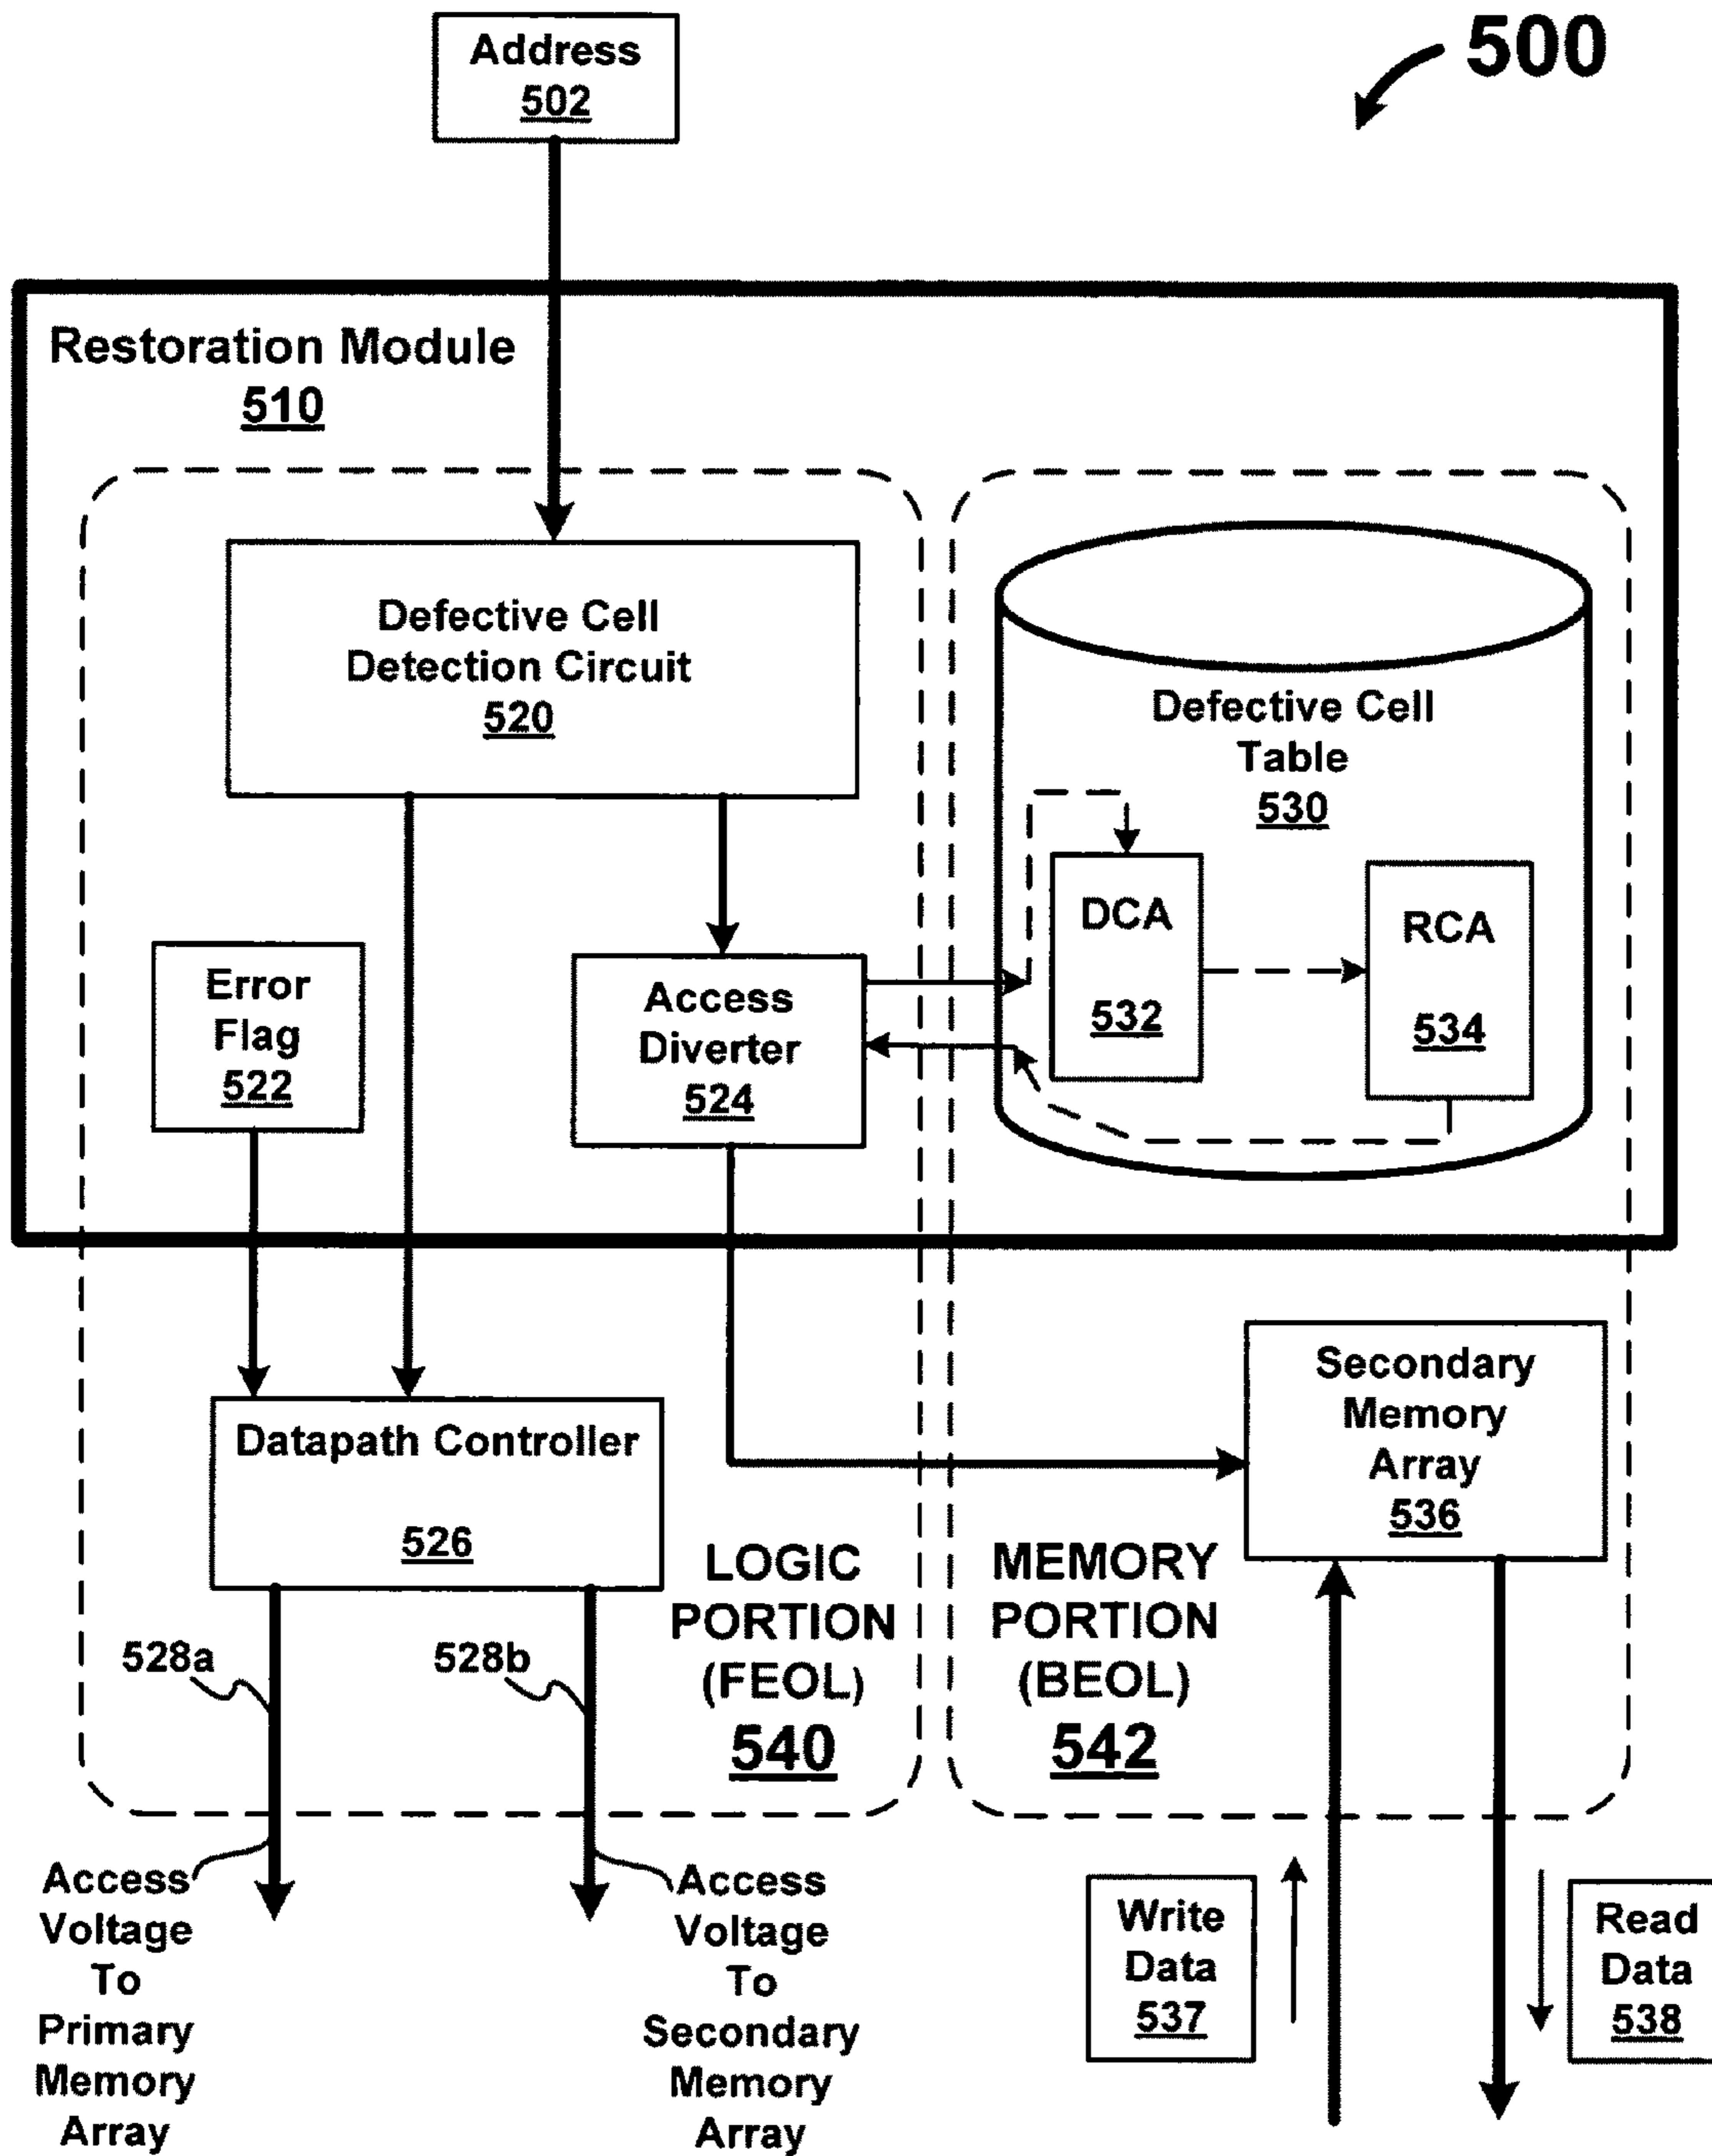 500
Address
502
Restoration Module
510
Defective Cell
Detection Circuit
520
Defective Cell
Table
530
DCA
532
RCA
534
Error
Flag
522
Access
Diverter
524
Datapath Controller
526
Secondary
Memory
Array
536
LOGIC
PORTION
(FEOL)
540
MEMORY
PORTION
(BEOL)
542
528a
528b
Access
Voltage
To
Primary
Memory
Array
Access
Voltage
To
Secondary
Memory
Array
Write
Data
537
Read
Data
538